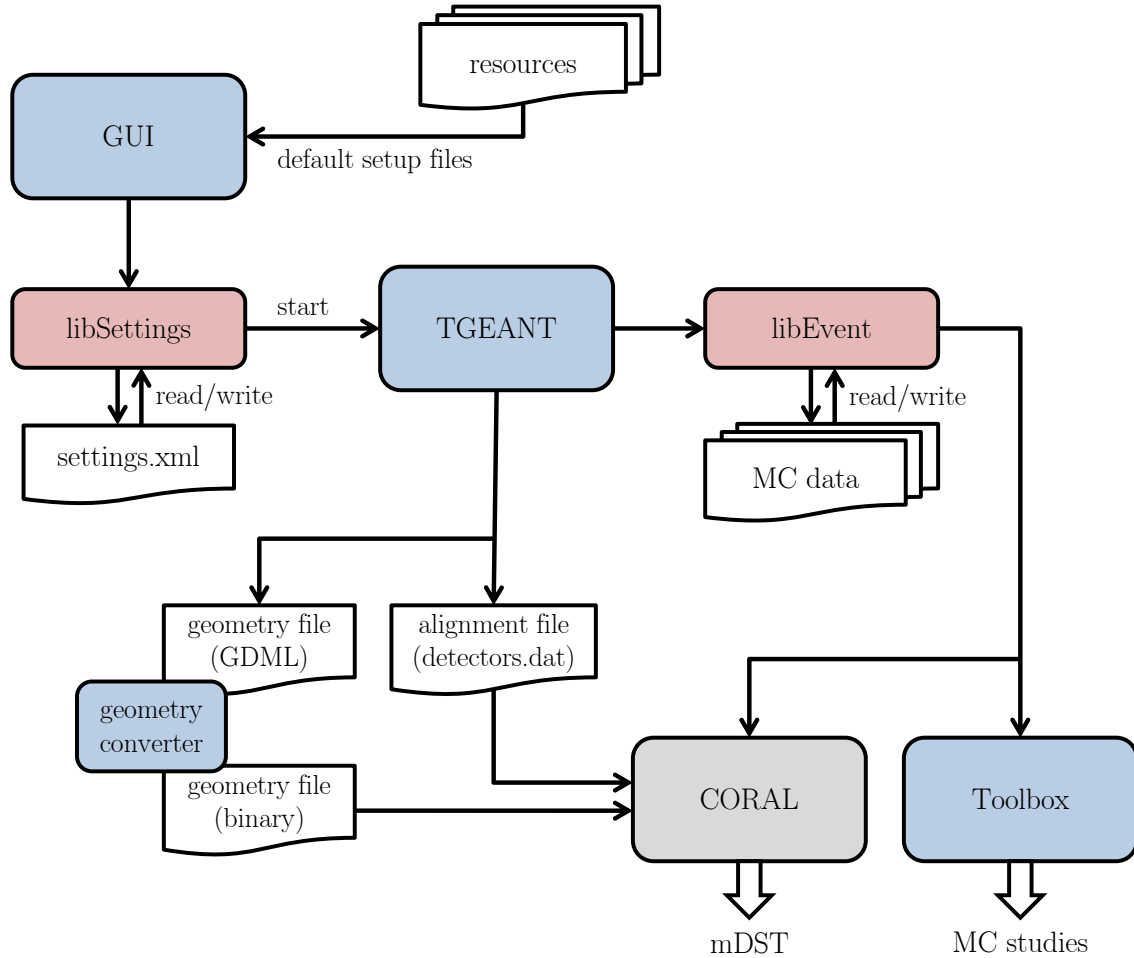 resources
GUI
default setup files
libSettings
start
TGEANT
libEvent
read/write
read/write
settings.xml
MC data
geometry file
(GDML)
alignment file
(detectors.dat)
geometry
converter
geometry file
(binary)
CORAL
Toolbox
mDST
MC studies